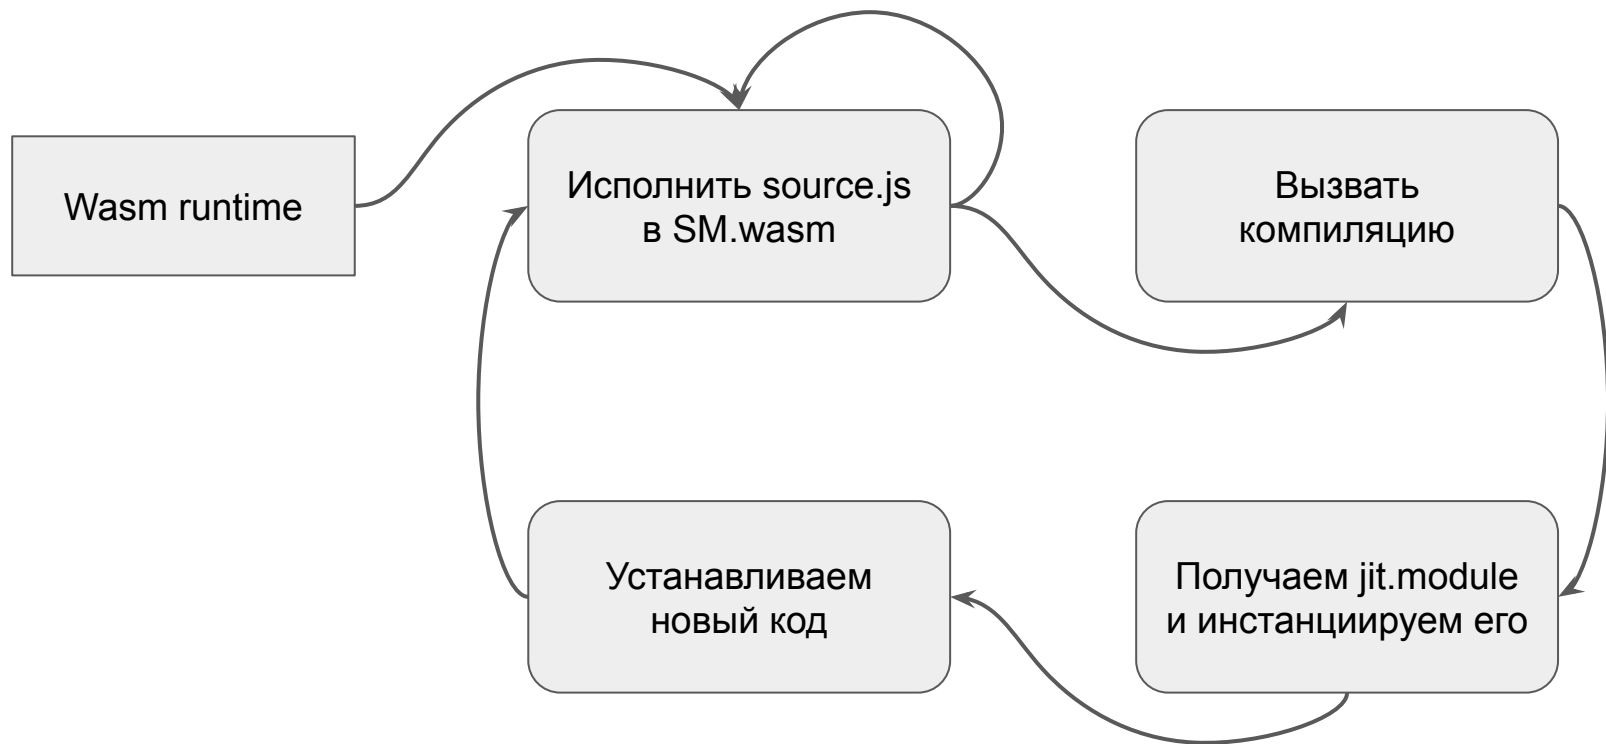 Wasm runtime
Исполнить source.js
в SM.wasm
Вызвать
компиляцию
Устанавливаем
новый код
Получаем jit.module
и инстанциируем его